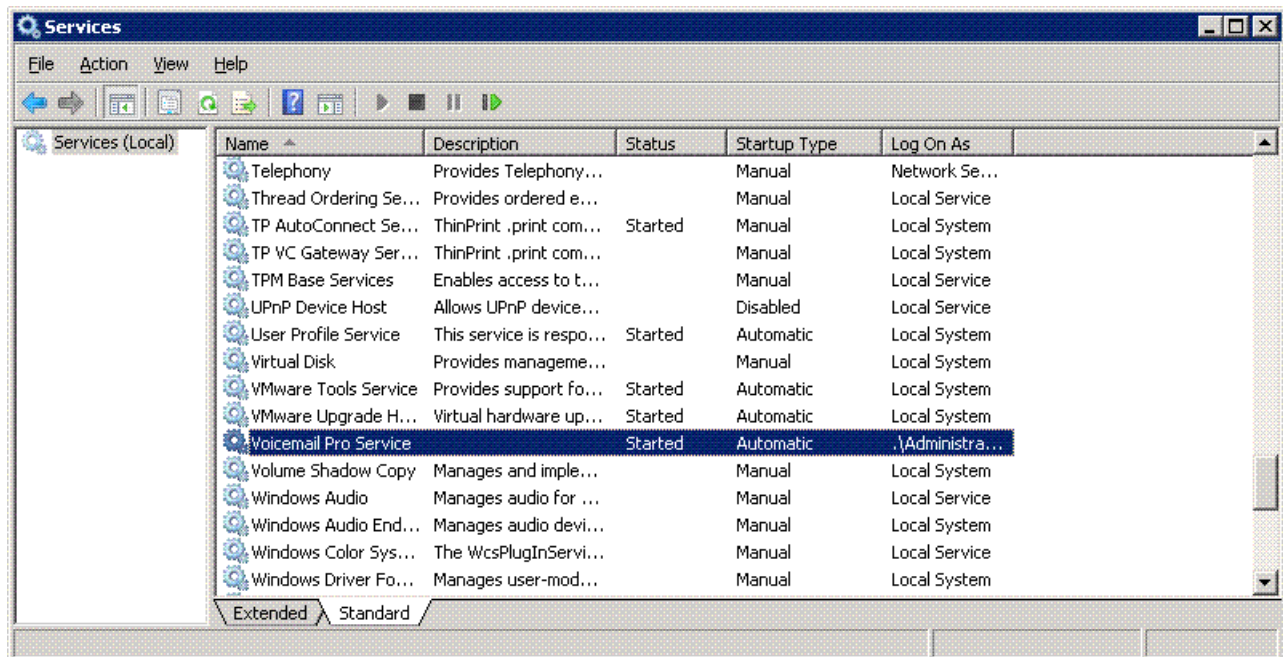 Services
File Action View Help
Services (Local)
Name Description Status Startup Type Log On As
Telephony Provides Telephony... Manual Network Se...
Thread Ordering Se... Provides ordered e... Manual Local Service
TP AutoConnect Se... ThinPrint .print com... Started Manual Local System
TP VC Gateway Ser... ThinPrint .print com... Manual Local System
TPM Base Services Enables access to t... Manual Local Service
UPnP Device Host Allows UPnP device... Disabled Local Service
User Profile Service This service is respo... Started Automatic Local System
Virtual Disk Provides manageme... Manual Local System
VMware Tools Service Provides support fo... Started Automatic Local System
VMware Upgrade H... Virtual hardware up... Started Automatic Local System
Voicemail Pro Service Started Automatic .\Administra...
Volume Shadow Copy Manages and imple... Manual Local System
Windows Audio Manages audio for ... Manual Local Service
Windows Audio End... Manages audio devi... Manual Local System
Windows Color Sys... The WcsPlugInServi... Manual Local Service
Windows Driver Fo... Manages user-mod... Manual Local System
Extended Standard